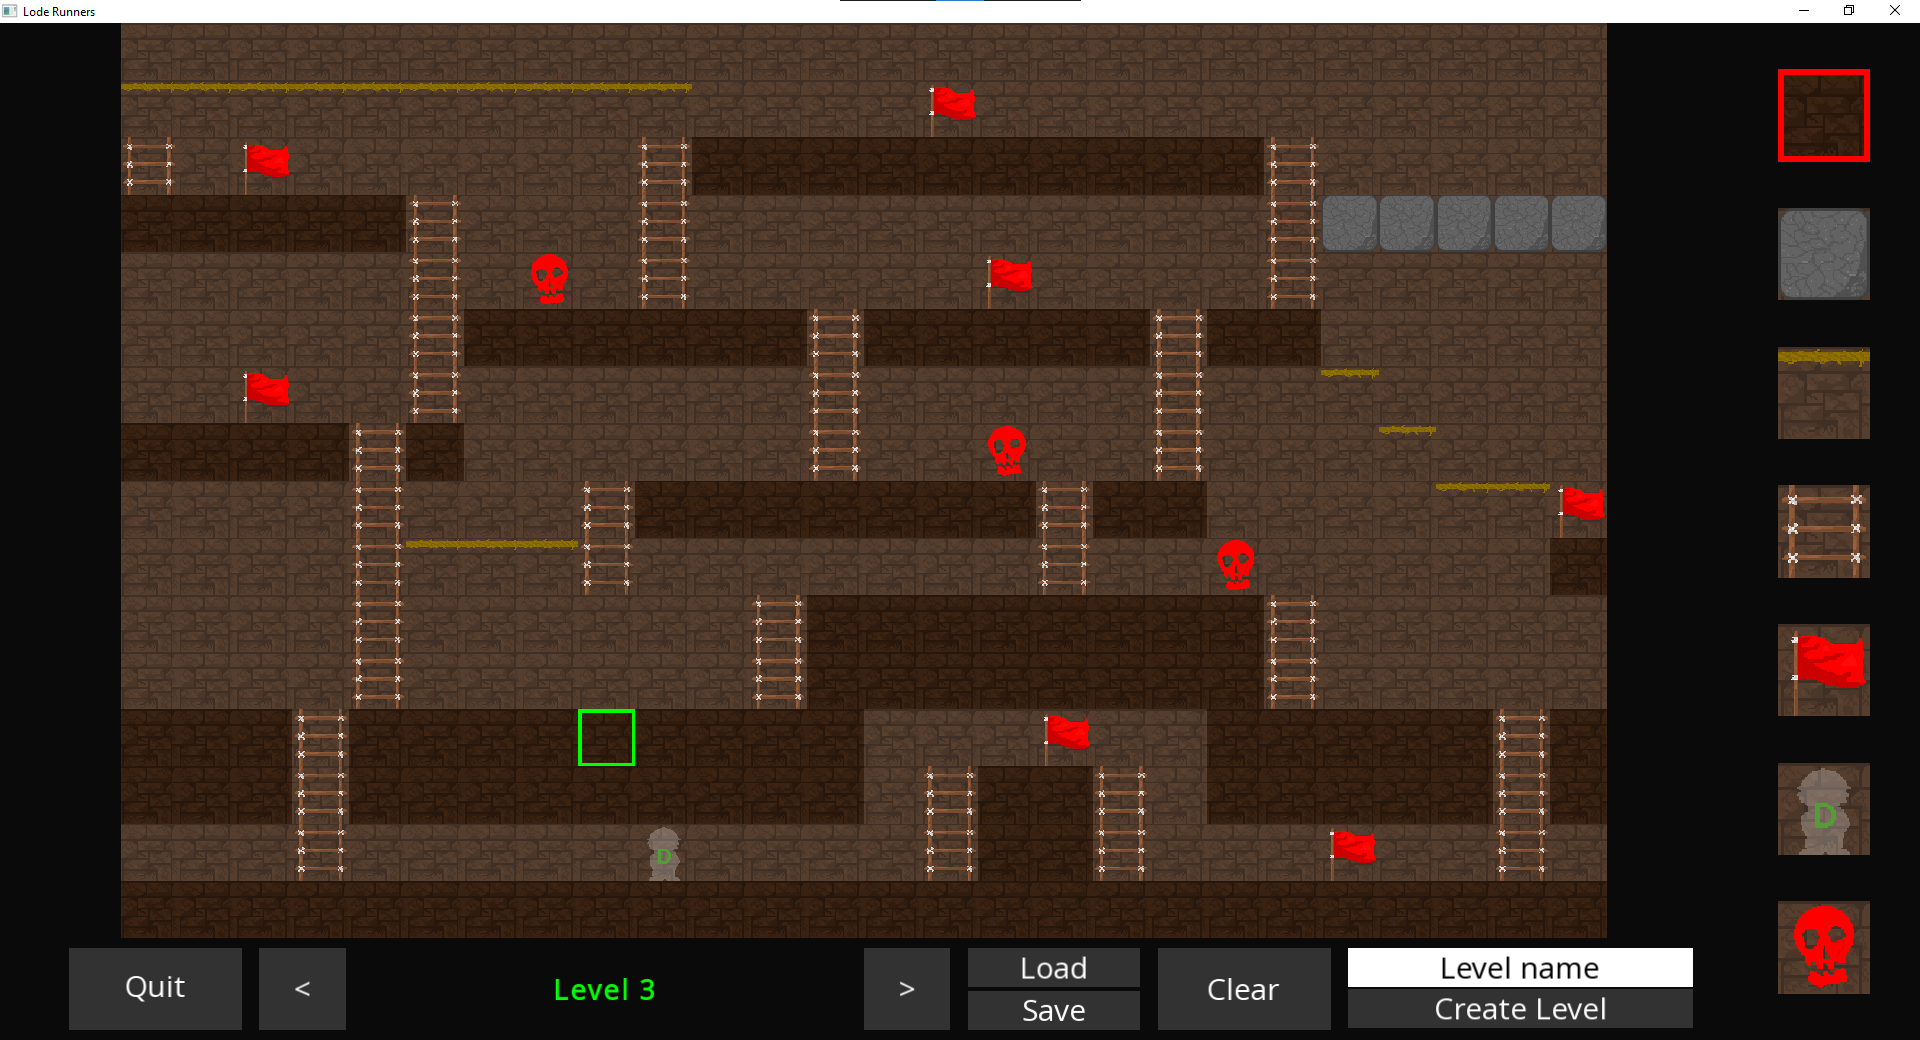 Lode Runners
D
D
Quit
<
Level 3
>
Load
Save
Clear
Level name
Create Level